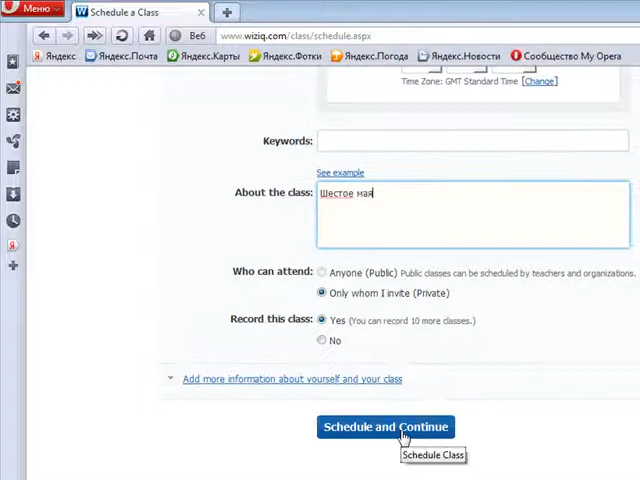 Меню
Schedule a Class
Веб
www.wiziq.com/class/schedule.aspx
Яндекс
Яндекс.Почта
Яндекс.Карты
Яндекс.Фотки
Яндекс.Погода
Яндекс.Новости
Сообщество My Opera
Time Zone: GMT Standard Time [Change]
Keywords:
See example
About the class:
Шестое мая
Who can attend:
Anyone (Public) Public classes can be scheduled by teachers and organizations.
Only whom I invite (Private)
Record this class:
Yes (You can record 10 more classes.)
No
Add more information about yourself and your class
Schedule and Continue
Schedule Class